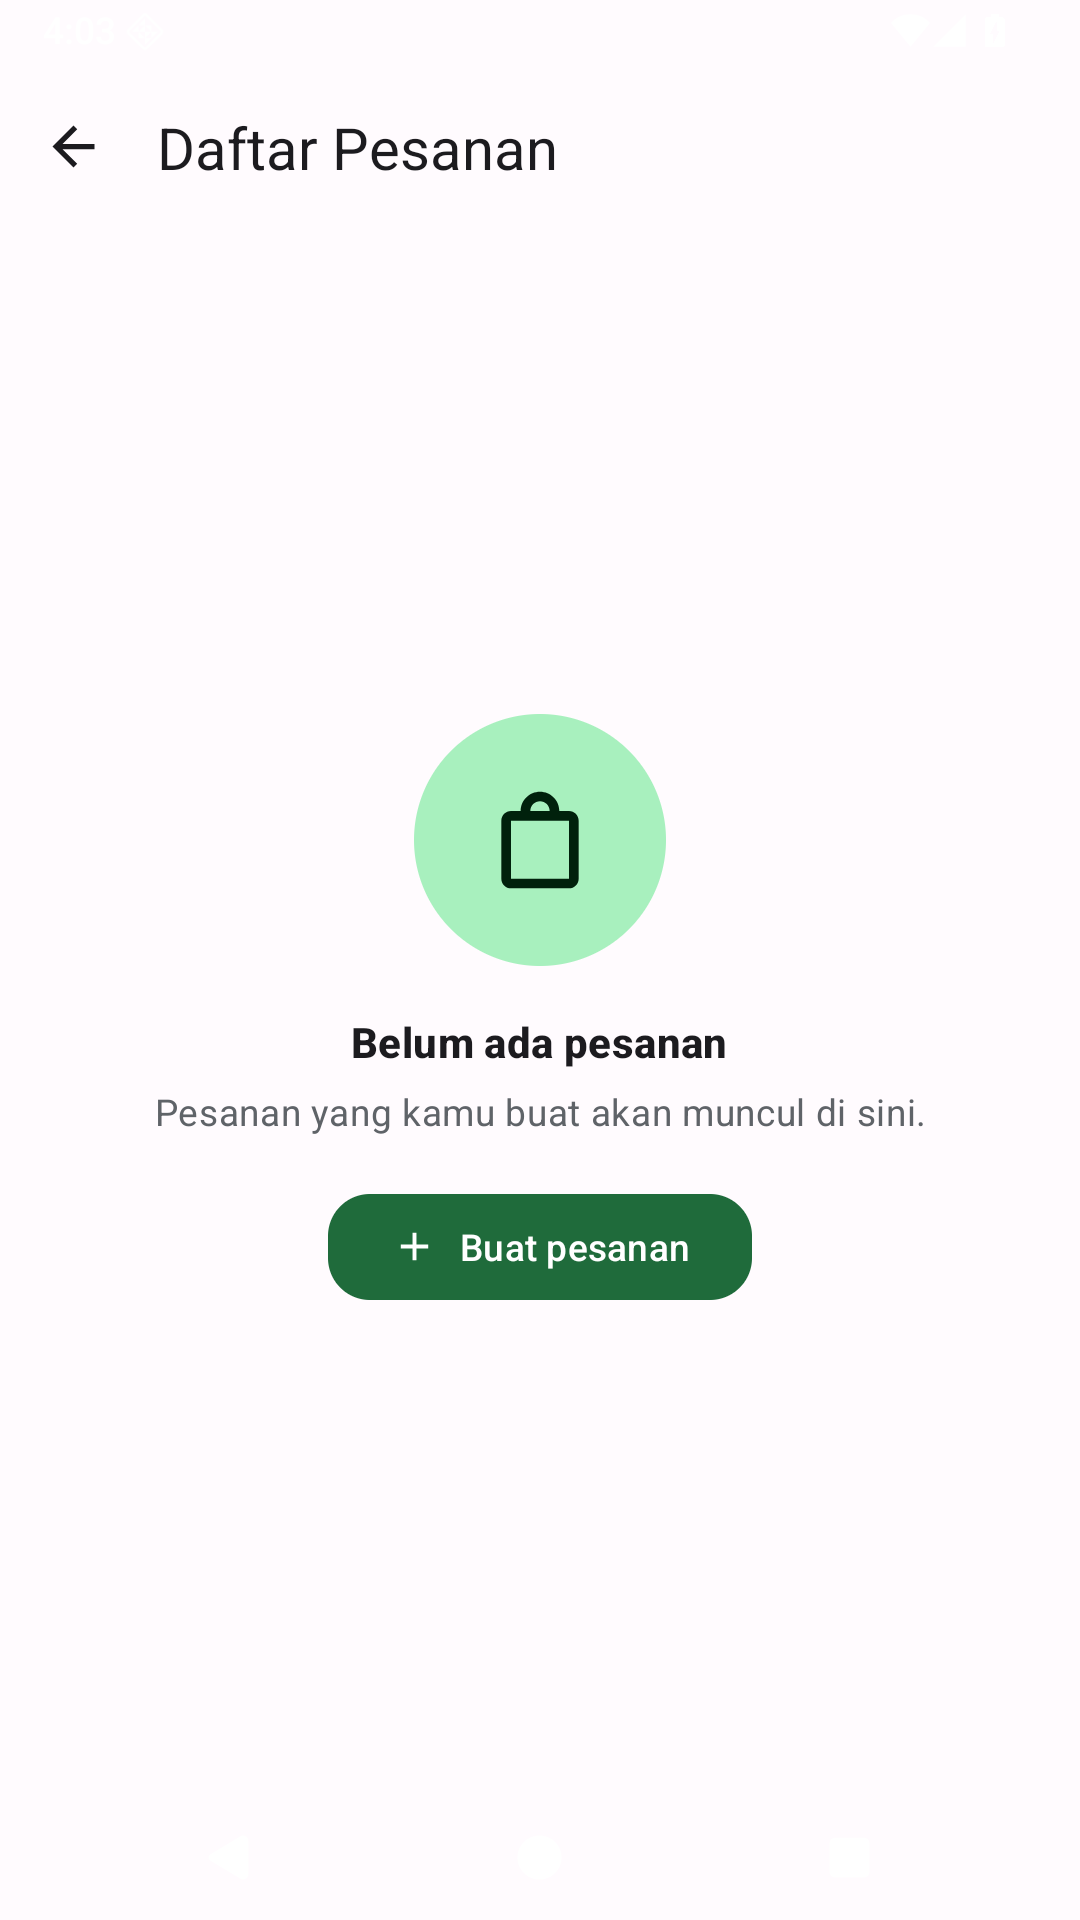 Daftar Pesanan
Belum ada pesanan
Pesanan yang kamu buat akan muncul di sini.
Buat pesanan